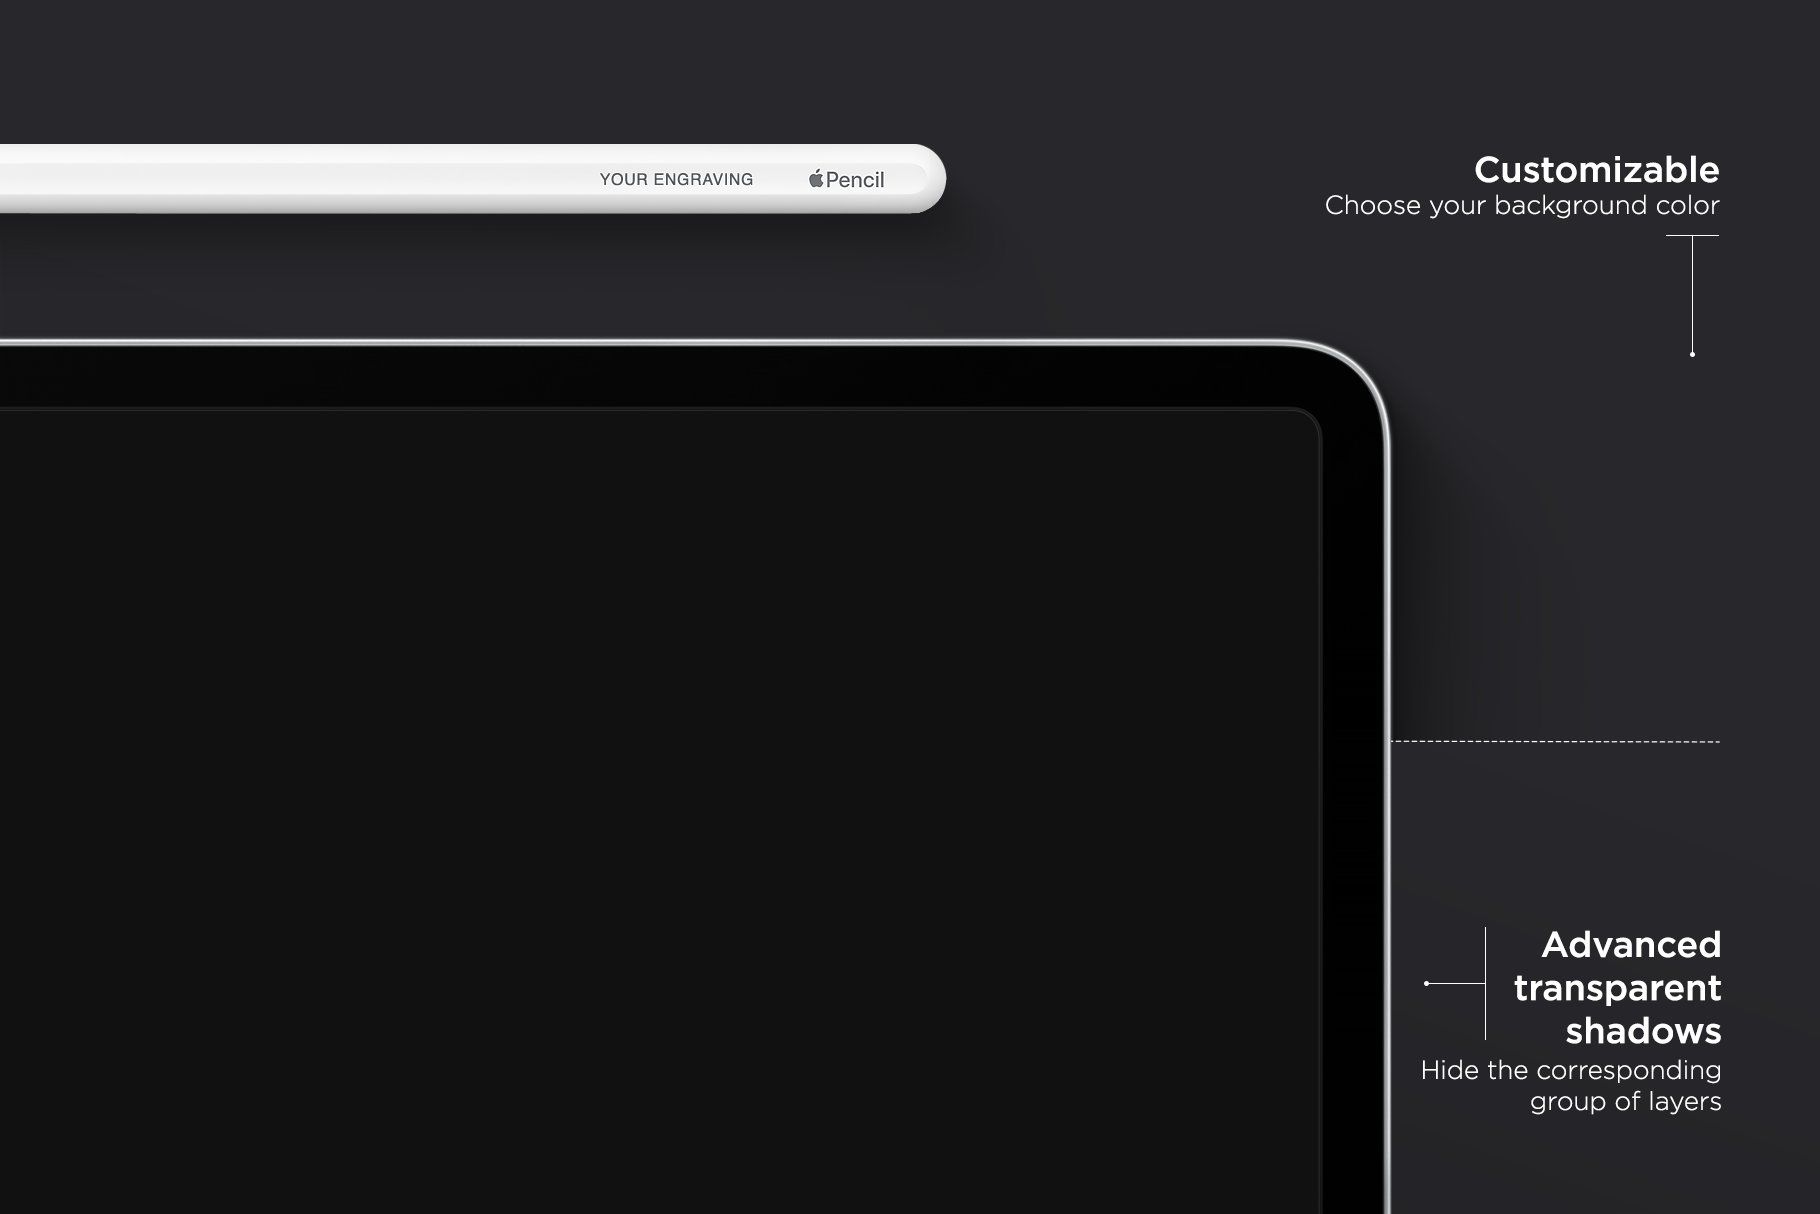 YOUR ENGRAVING Pencil
Customizable
Choose your background color
Advanced
transparent
shadows
Hide the corresponding
group of layers